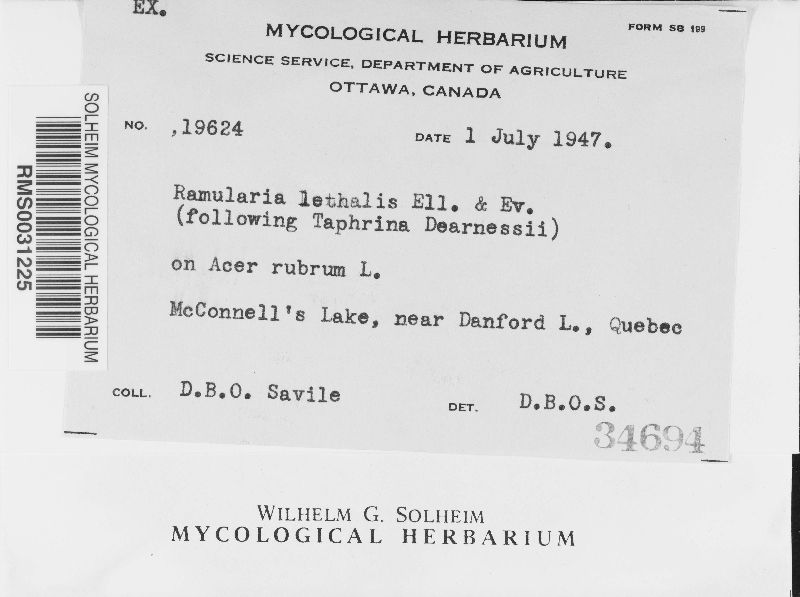 EX.
MYCOLOGICAL HERBARIUM
FORM SB 199
SCIENCE SERVICE, DEPARTMENT OF AGRICULTURE
OTTAWA, CANADA
NO. ,19624
DATE 1 July 1947.
Ramularia lethalis Ell. & Ev.
(following Taphrina Dearnessii)
on Acer rubrum L.
McConnell's Lake, near Danford L., Quebec
COLL. D.B.O. Savile
DET. D.B.O.S.
34694
SOLHEIM MYCOLOGICAL HERBARIUM
RMS0031225
WILHELM G. SOLHEIM
MYCOLOGICAL HERBARIUM